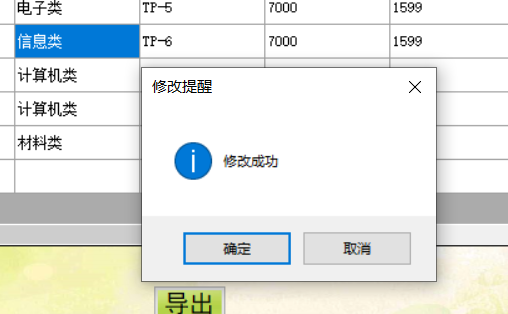 电子类 TP-5 7000 1599
信息类 TP-6 7000 1599
计算机类
计算机类
材料类
修改提醒
修改成功
确定 取消
导出